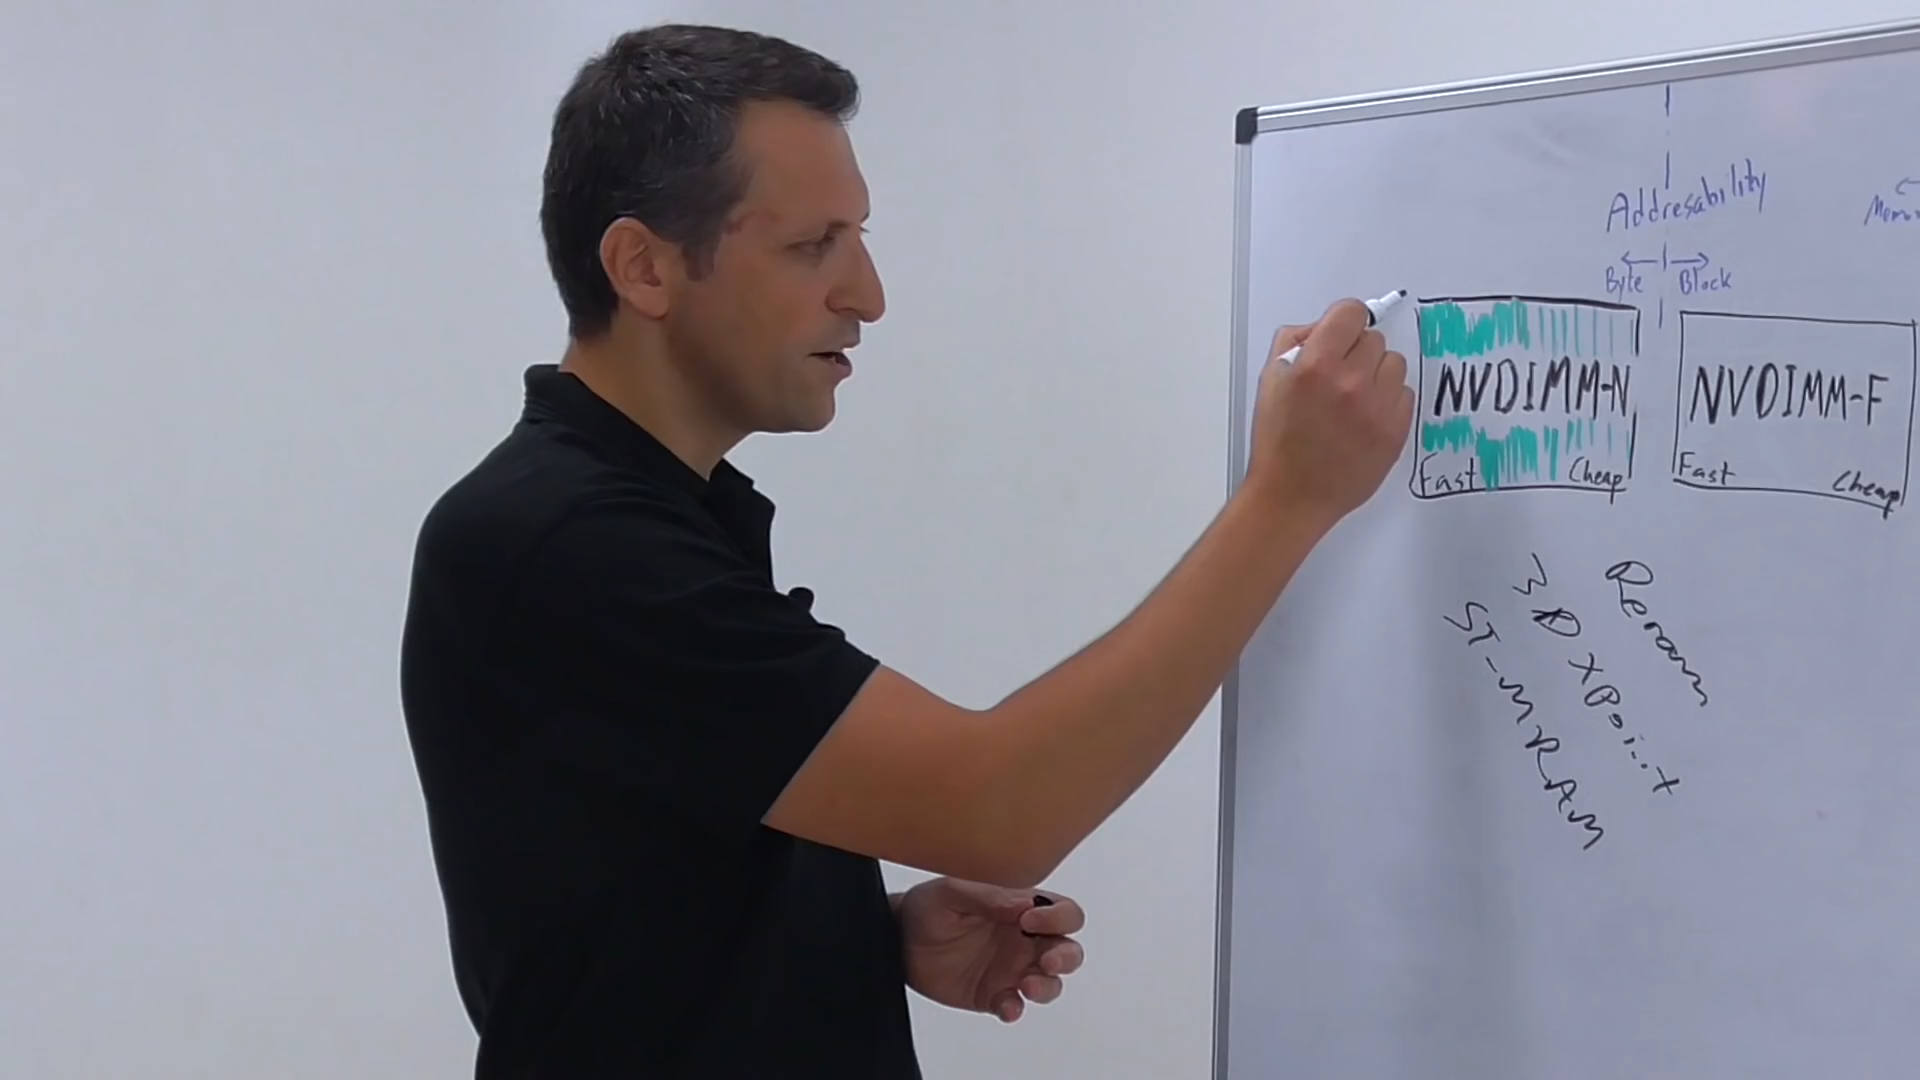 Addresability
Byte Block
NVDIMM-N
Fast Cheap
NVDIMM-F
Fast Cheap
Reram
3D XPoint
ST-MRAM